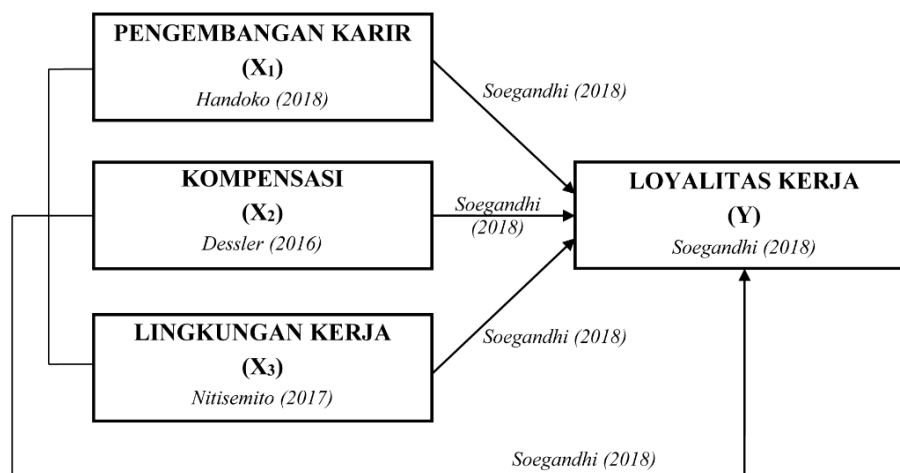 PENGEMBANGAN KARIR
(X₁)
Handoko (2018)
Soegandhi (2018)
KOMPENSASI
(X₂)
Dessler (2016)
Soegandhi
(2018)
LOYALITAS KERJA
(Y)
Soegandhi (2018)
LINGKUNGAN KERJA
(X₃)
Nitisemito (2017)
Soegandhi (2018)
Soegandhi (2018)